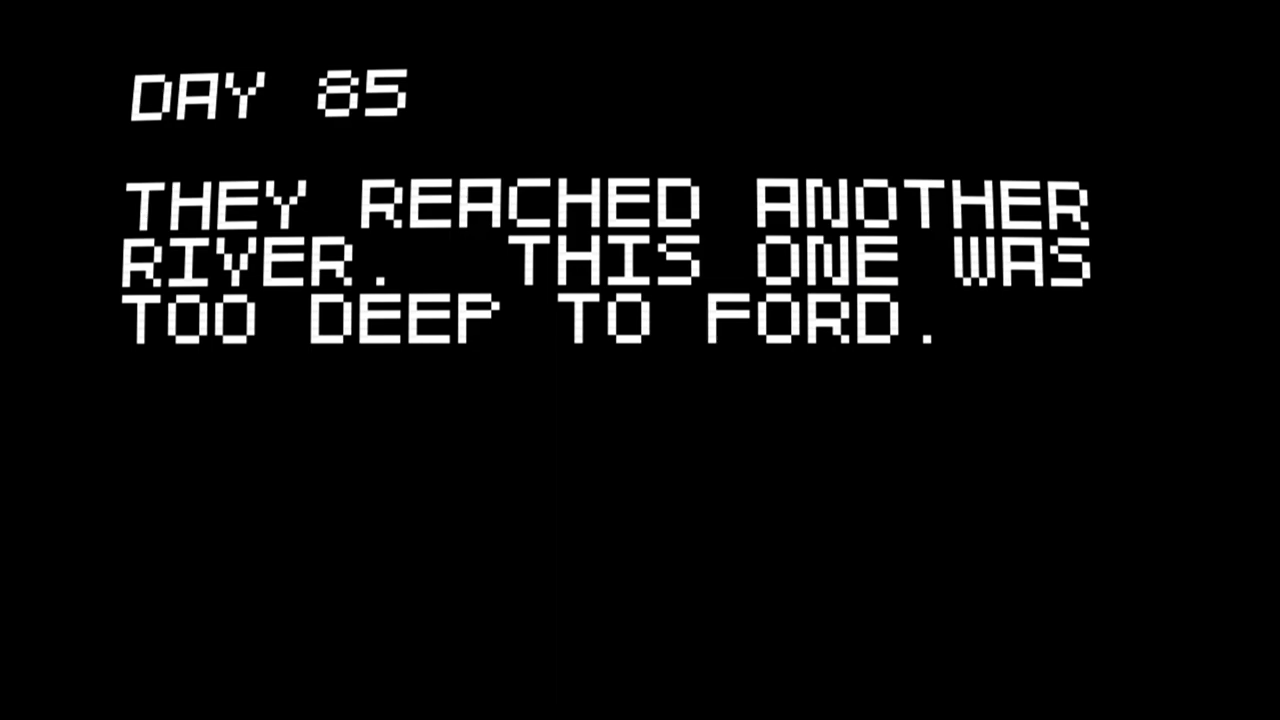 DAY 85
THEY REACHED ANOTHER
RIVER.  THIS ONE WAS
TOO DEEP TO FORD.